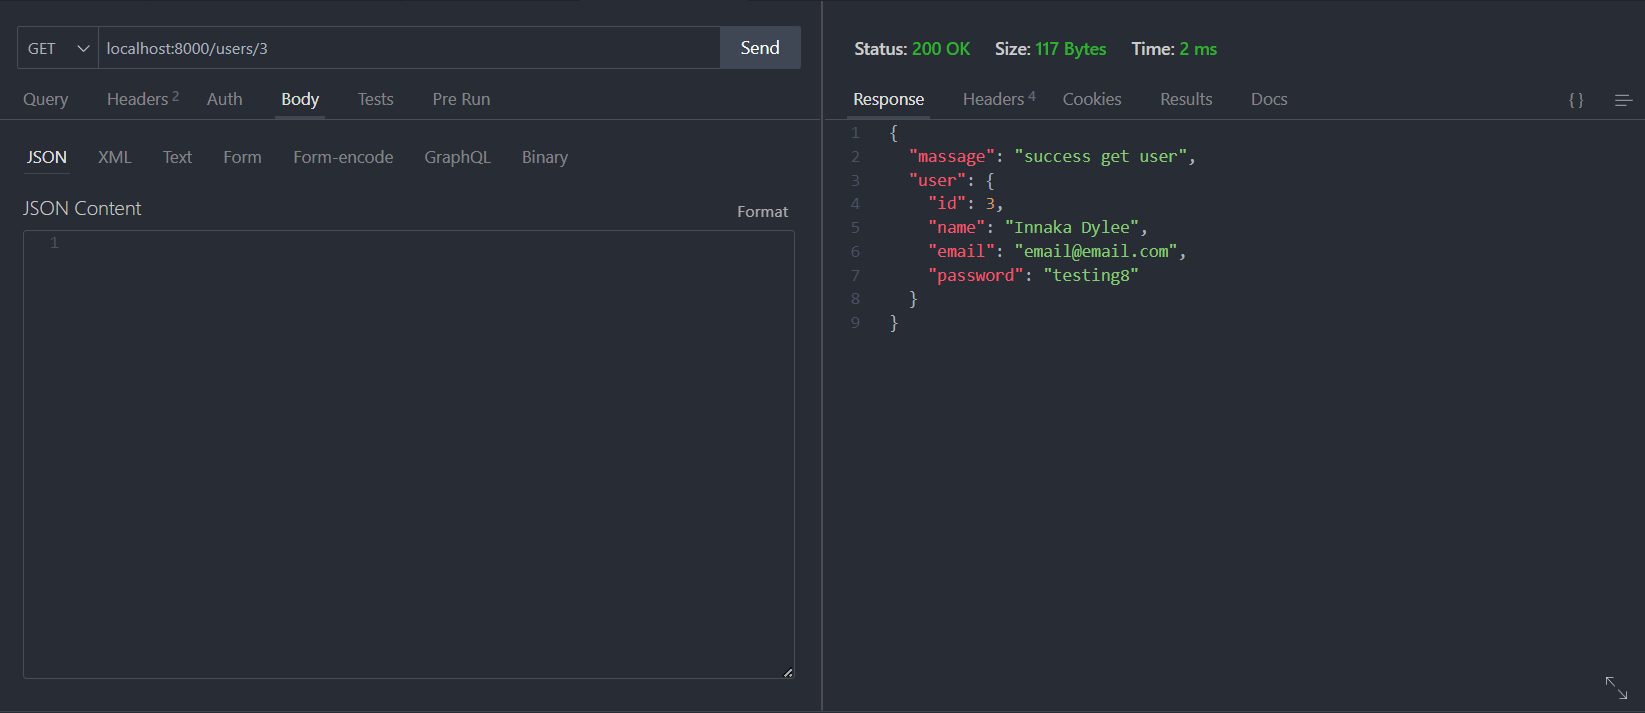 GET localhost:8000/users/3 Send
Query Headers 2 Auth Body Tests Pre Run
JSON XML Text Form Form-encode GraphQL Binary
JSON Content
Format
1
Status: 200 OK Size: 117 Bytes Time: 2 ms
Response Headers 4 Cookies Results Docs { }
1 {
2 "massage": "success get user",
3 "user": {
4 "id": 3,
5 "name": "Innaka Dylee",
6 "email": "email@email.com",
7 "password": "testing8"
8 }
9 }